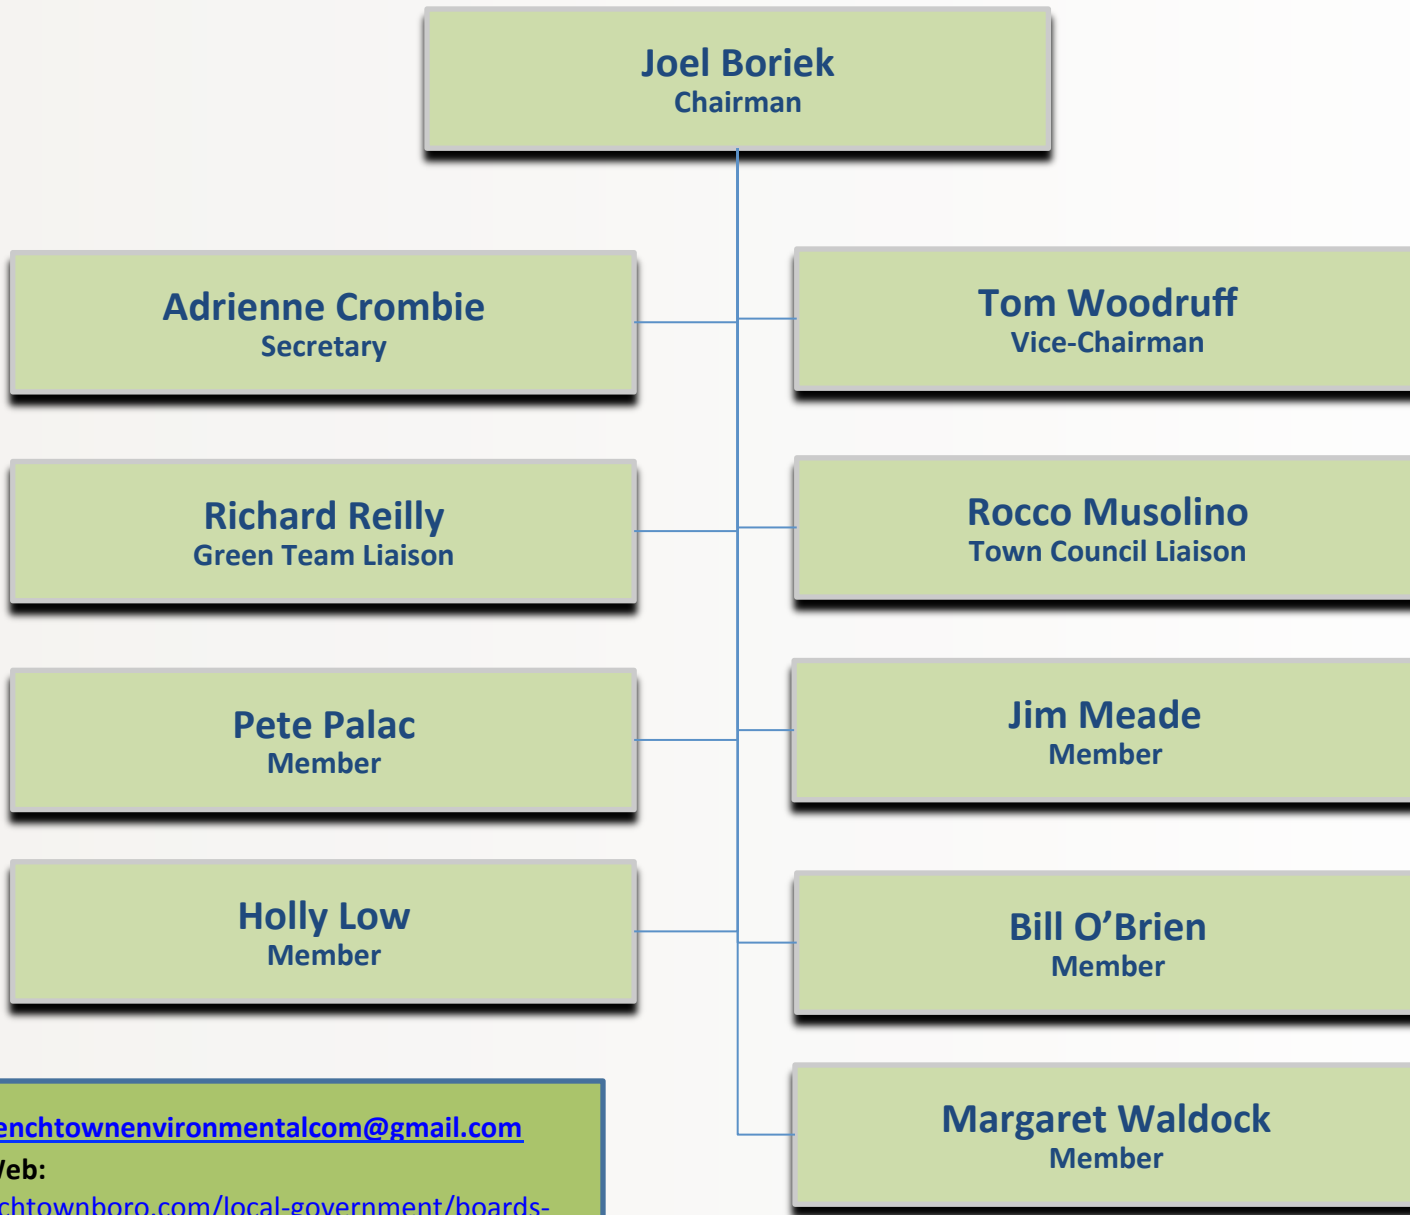 Joel Boriek
Chairman
Adrienne Crombie
Secretary
Tom Woodruff
Vice-Chairman
Richard Reilly
Green Team Liaison
Rocco Musolino
Town Council Liaison
Pete Palac
Member
Jim Meade
Member
Holly Low
Member
Bill O’Brien
Member
Margaret Waldock
Member
enchtownenvironmentalcom@gmail.com
Web:
chtownboro.com/local-government/boards-